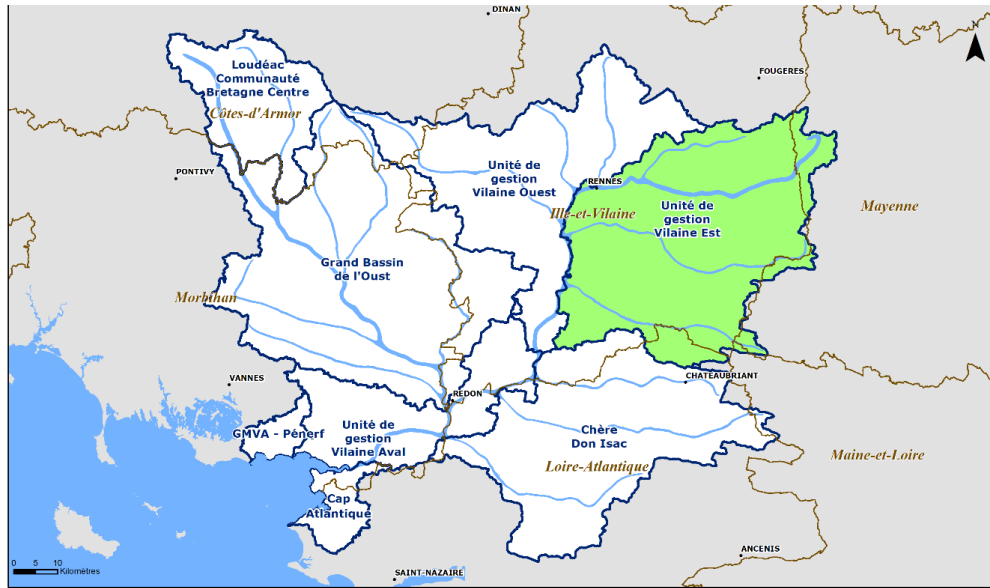 DINAN
N
Loudéac
Communauté
Bretagne Centre
FOUGERES
Côtes-d'Armor
PONTIVY
Unité de
gestion
Vilaine Ouest
RENNES
Ille-et-Vilaine
Unité de
gestion
Vilaine Est
Mayenne
Grand Bassin
de l'Oust
Morbihan
VANNES
REDON
CHATEAUBRIANT
GMVA - Pénerf
Unité de
gestion
Vilaine Aval
Chère
Don Isac
Loire-Atlantique
Maine-et-Loire
Cap
Atlantique
ANCENIS
SAINT-NAZAIRE
0 5 10
Kilomètres